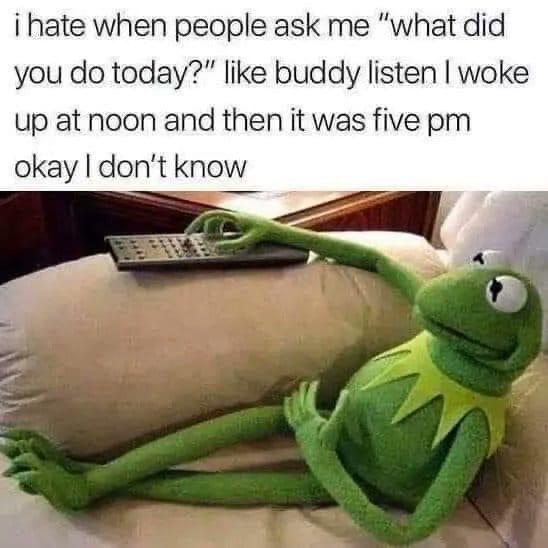 i hate when people ask me "what did
you do today?" like buddy listen I woke
up at noon and then it was five pm
okay I don't know